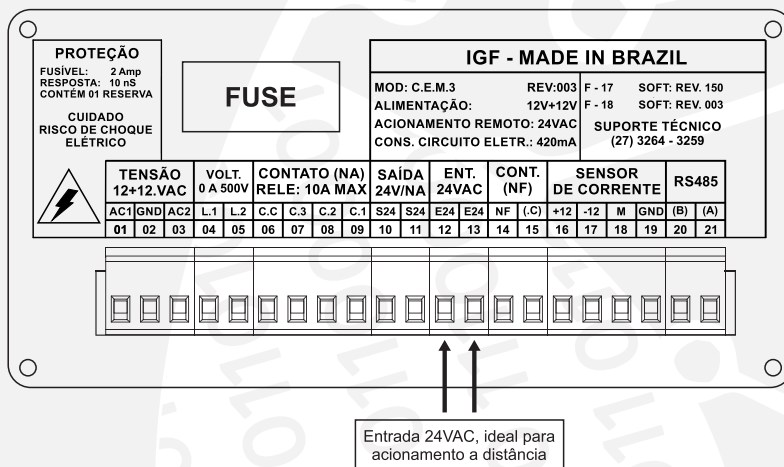 PROTEÇÃO
FUSÍVEL: 2 Amp
RESPOSTA: 10 nS
CONTÉM 01 RESERVA
CUIDADO
RISCO DE CHOQUE
ELÉTRICO
FUSE
IGF - MADE IN BRAZIL
MOD: C.E.M.3 REV:003
ALIMENTAÇÃO: 12V+12V
ACIONAMENTO REMOTO: 24VAC
CONS. CIRCUITO ELETR.: 420mA
F - 17 SOFT: REV. 150
F - 18 SOFT: REV. 003
SUPORTE TÉCNICO
(27) 3264 - 3259
TENSÃO
12+12.VAC
VOLT.
0 A 500V
CONTATO (NA)
RELE: 10A MAX
SAÍDA
24V/NA
ENT.
24VAC
CONT.
(NF)
SENSOR
DE CORRENTE
RS485
AC1 GND AC2 L.1 L.2 C.C C.3 C.2 C.1 S24 S24 E24 E24 NF (.C) +12 -12 M GND (B) (A)
01 02 03 04 05 06 07 08 09 10 11 12 13 14 15 16 17 18 19 20 21
Entrada 24VAC, ideal para
acionamento a distância